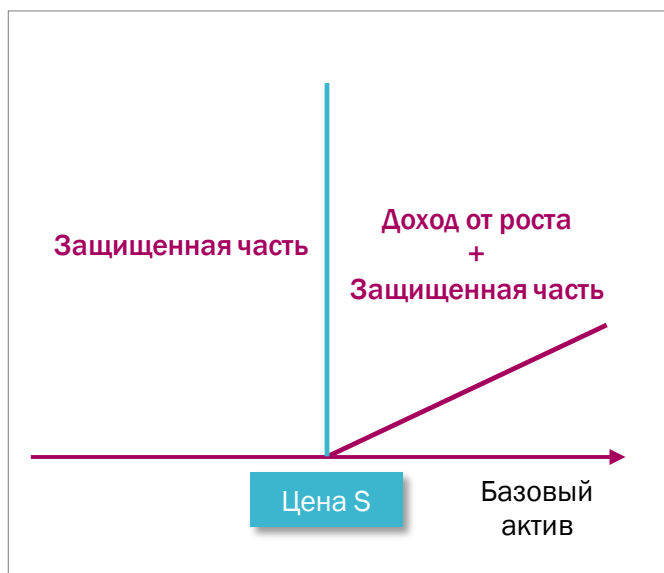 Защищенная часть
Доход от роста
+
Защищенная часть
Цена S
Базовый
актив